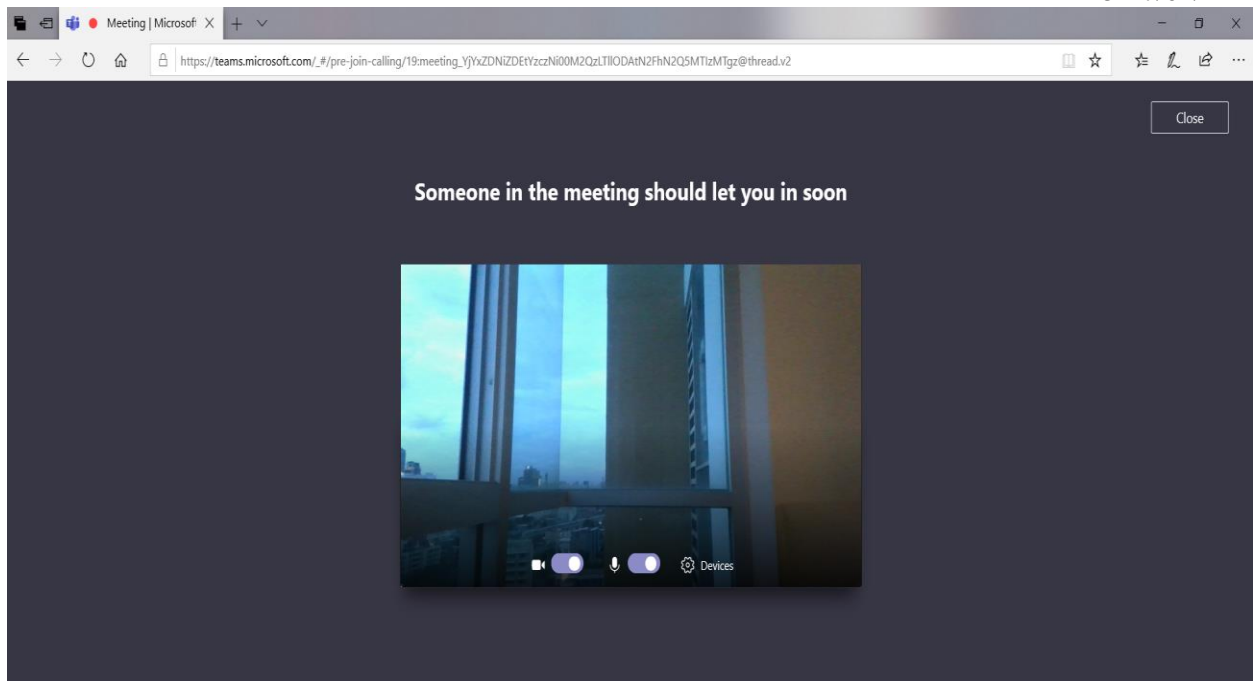 Meeting | Microsoft
https://teams.microsoft.com/_#/pre-join-calling/19:meeting_YjYxZDNiZDEtYzczNi00M2QzLTllODAtN2FhN2Q5MTIzMTgz@thread.v2
Close
Someone in the meeting should let you in soon
Devices